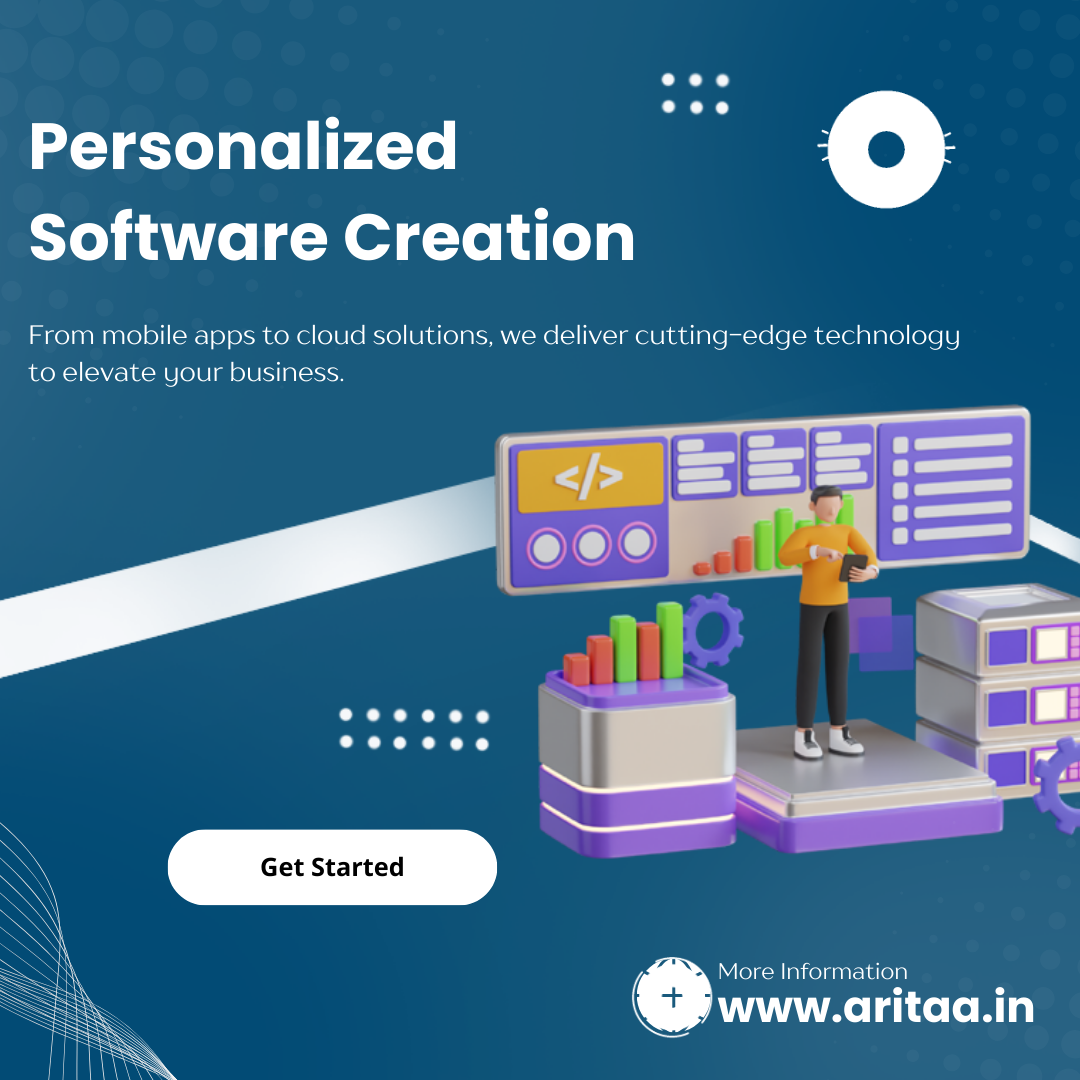 Personalized
Software Creation
From mobile apps to cloud solutions, we deliver cutting-edge technology
to elevate your business.
</>
Get Started
More Information
www.aritaa.in